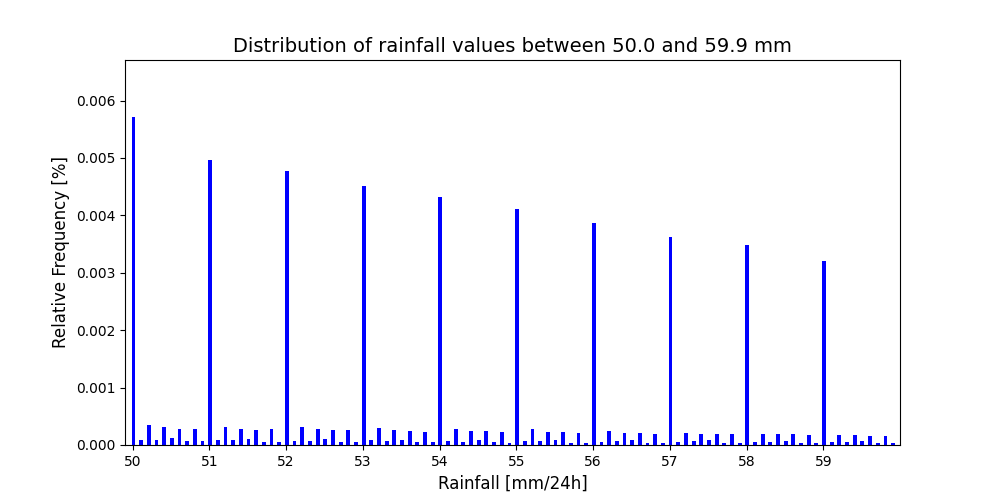 Distribution of rainfall values between 50.0 and 59.9 mm
Relative Frequency [%]
0.006
0.005
0.004
0.003
0.002
0.001
0.000
50 51 52 53 54 55 56 57 58 59
Rainfall [mm/24h]